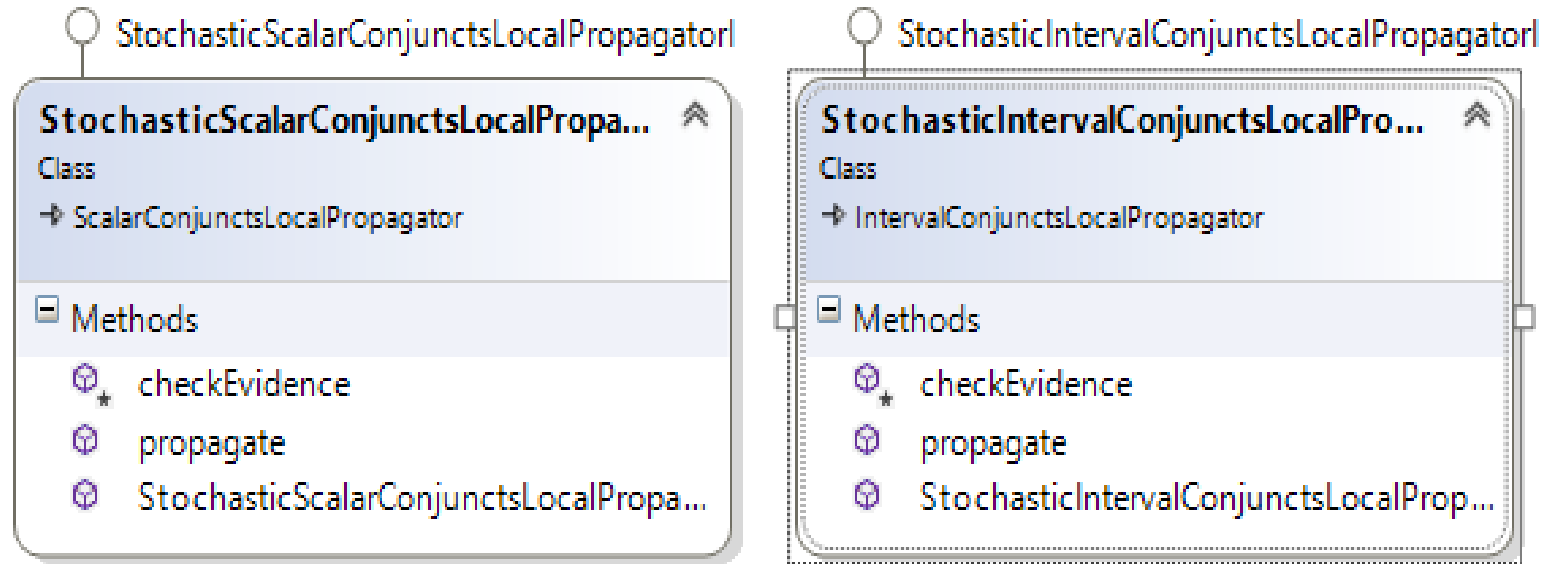 StochasticScalarConjunctsLocalPropagatorI
StochasticScalarConjunctsLocalPropa...
Class
ScalarConjunctsLocalPropagator
Methods
checkEvidence
propagate
StochasticScalarConjunctsLocalPropa...
StochasticIntervalConjunctsLocalPropagatorI
StochasticIntervalConjunctsLocalPro...
Class
IntervalConjunctsLocalPropagator
Methods
checkEvidence
propagate
StochasticIntervalConjunctsLocalProp...